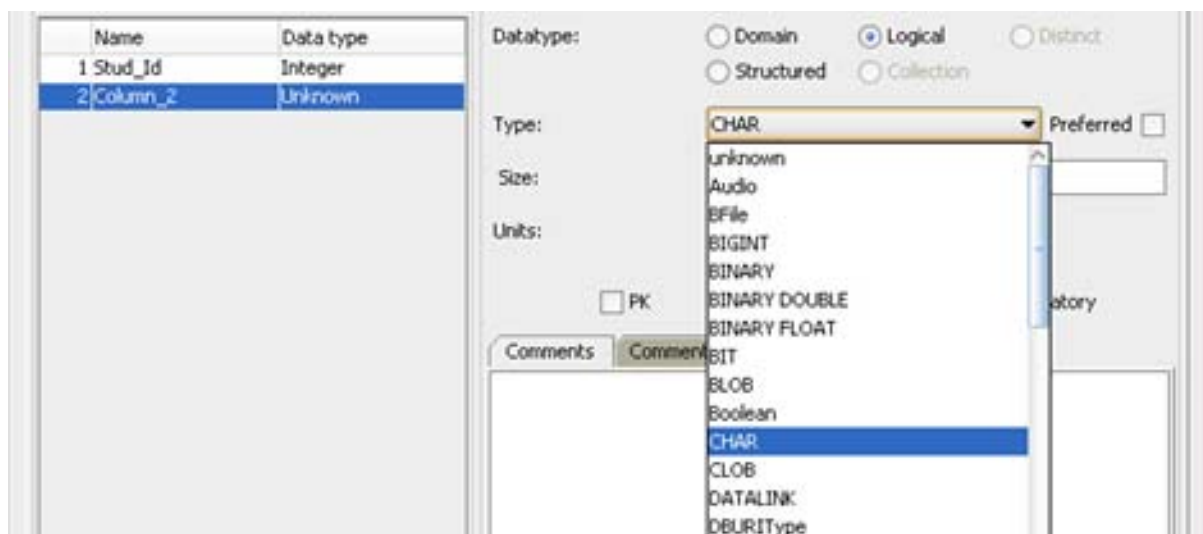 Name Data type
1 Stud_Id Integer
2 Column_2 Unknown
Datatype: Domain Logical Distinct
Structured Collection
Type: CHAR Preferred
Size:
Units:
PK atory
Comments Commen
unknown
Audio
BFile
BIGINT
BINARY
BINARY DOUBLE
BINARY FLOAT
BIT
BLOB
Boolean
CHAR
CLOB
DATALINK
DBURIType